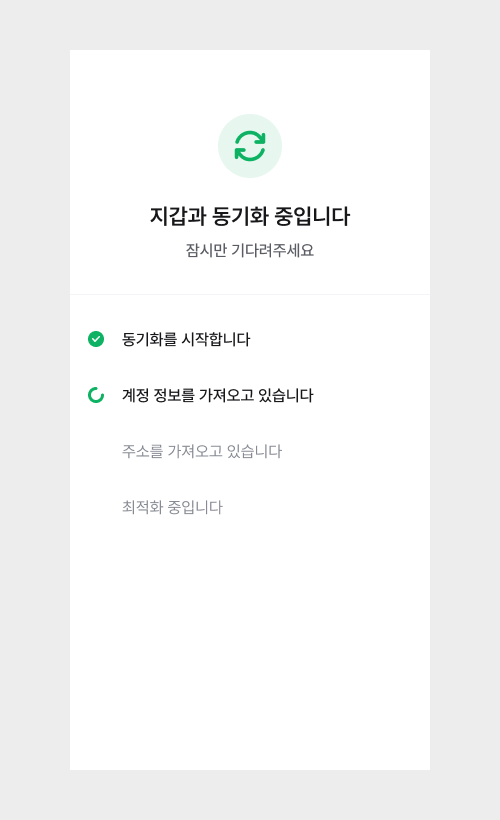 지갑과 동기화 중입니다
잠시만 기다려주세요
동기화를 시작합니다
계정 정보를 가져오고 있습니다
주소를 가져오고 있습니다
최적화 중입니다